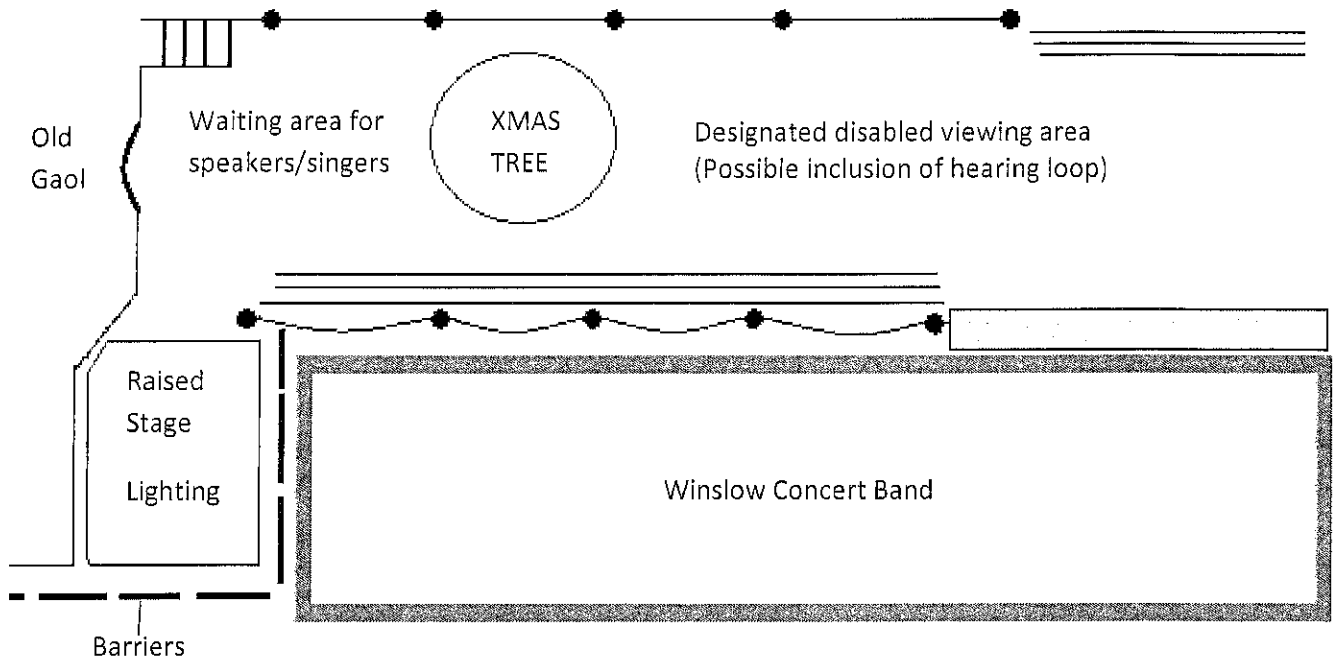 Old
Gaol
Waiting area for
speakers/singers
XMAS
TREE
Designated disabled viewing area
(Possible inclusion of hearing loop)
Raised
Stage
Lighting
Winslow Concert Band
Barriers